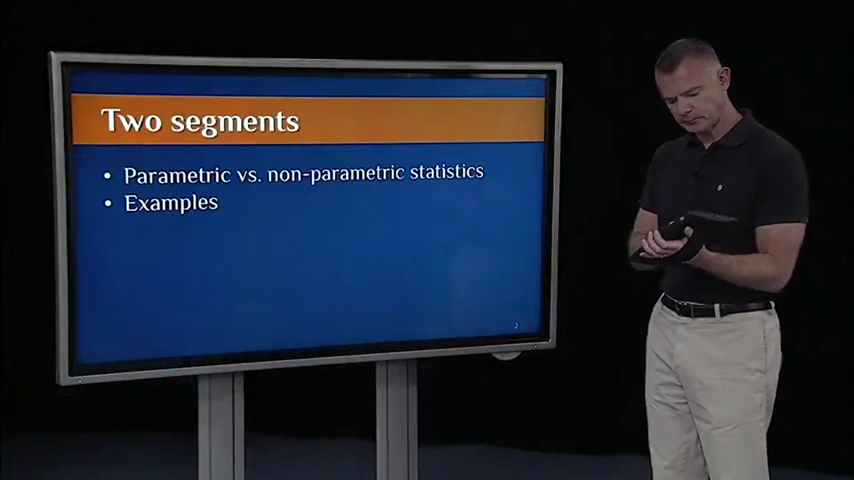 Two segments
• Parametric vs. non-parametric statistics
• Examples
2